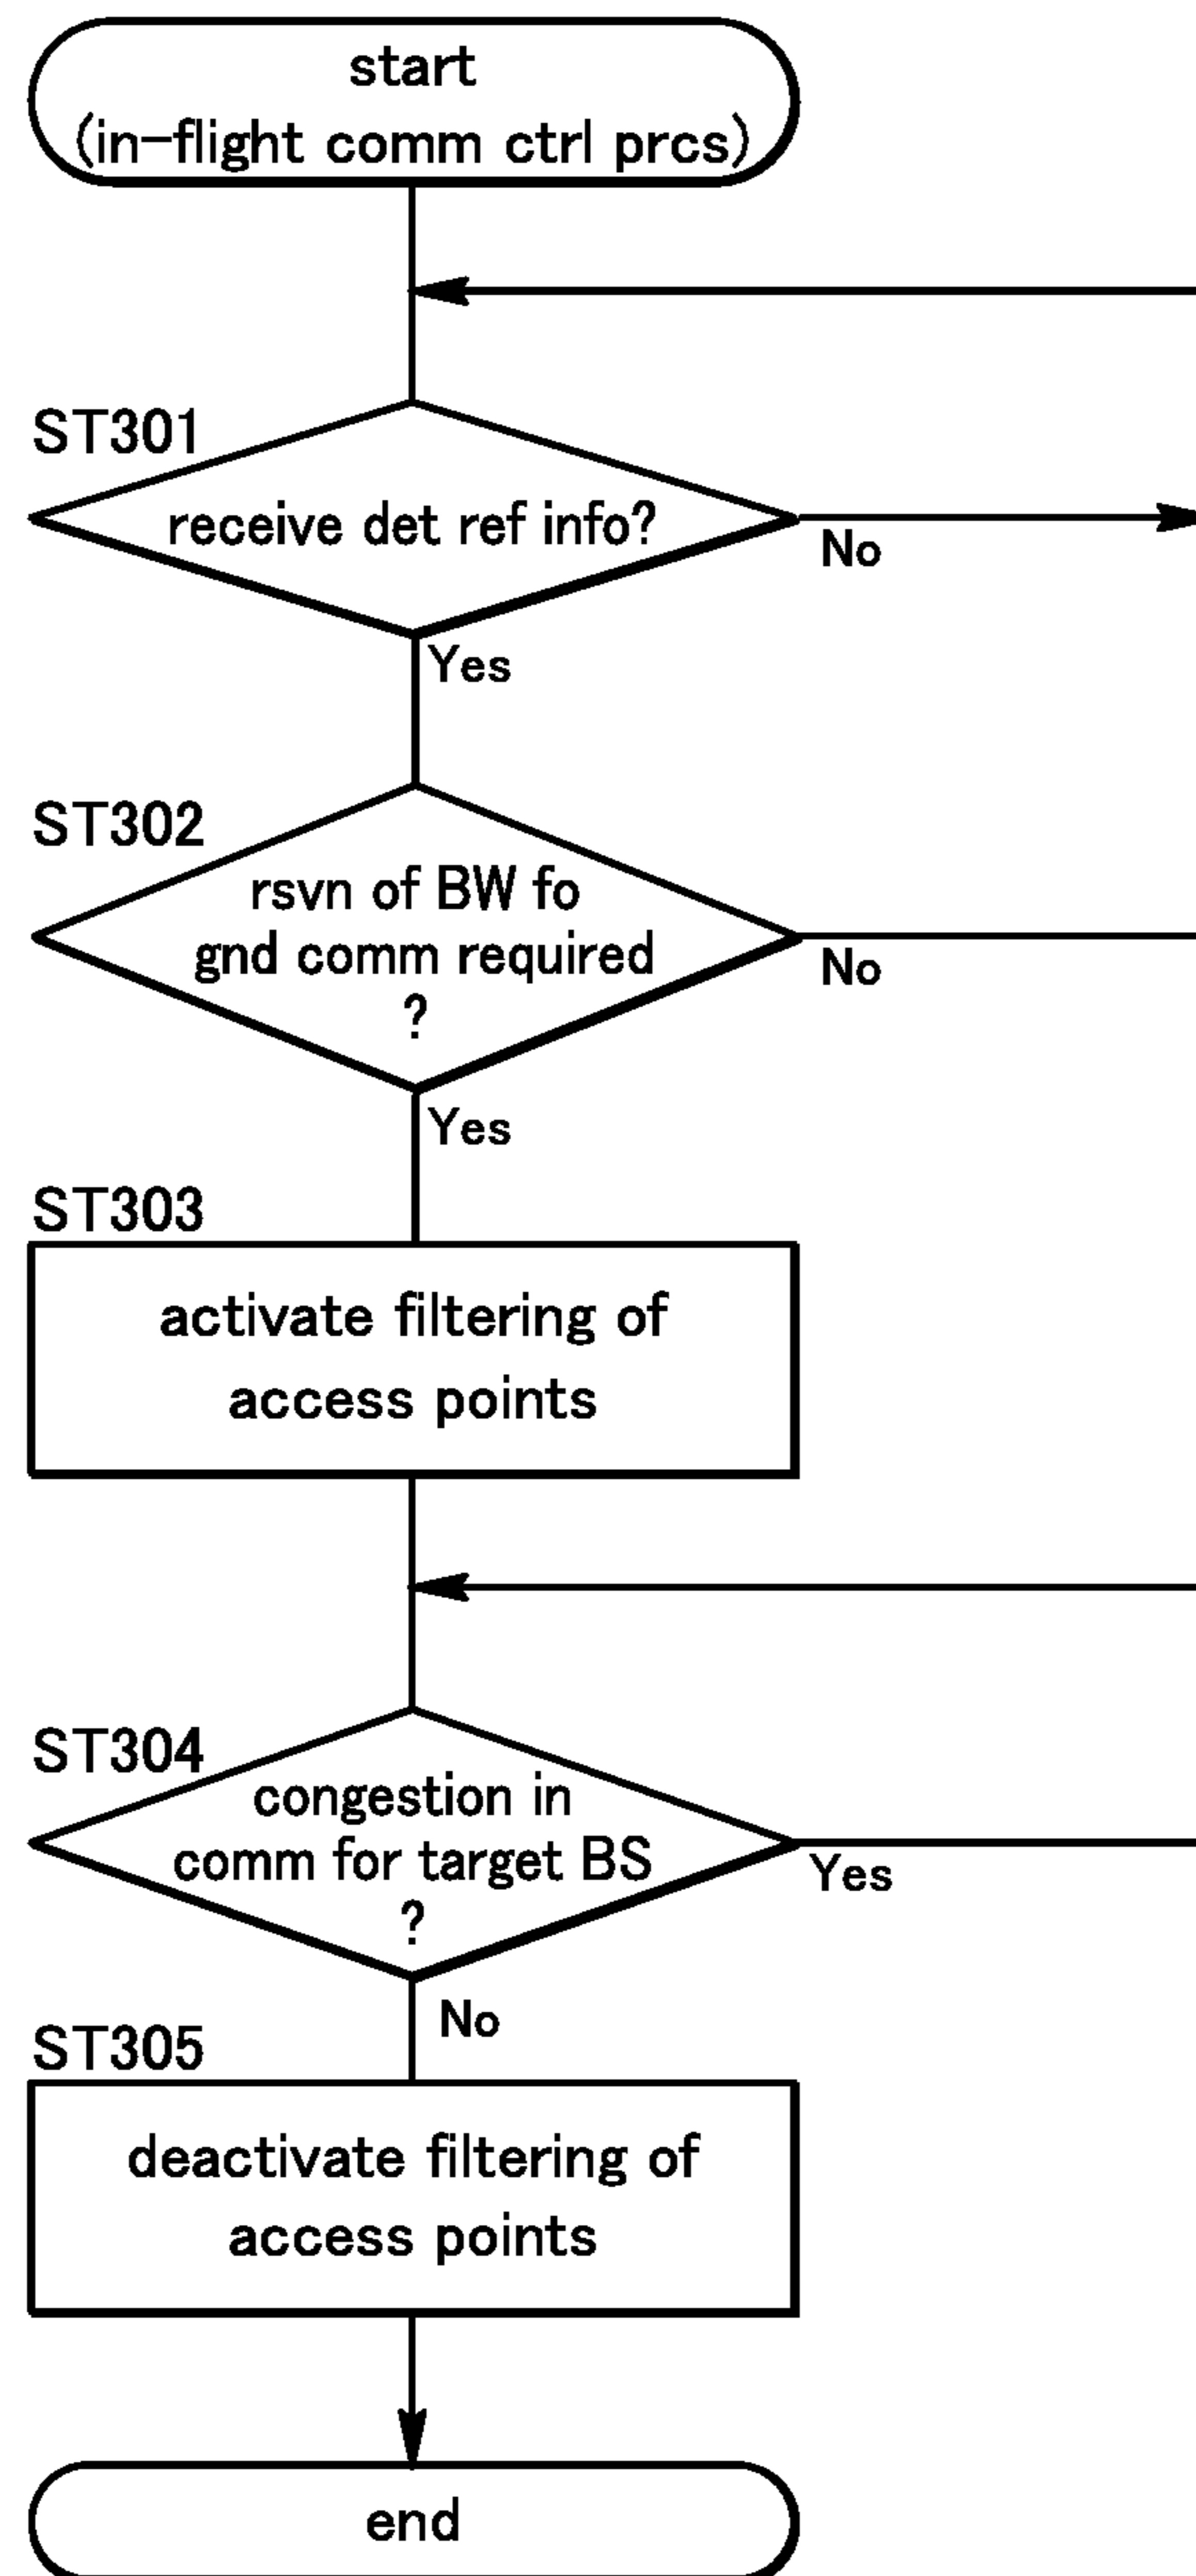 start
(in-flight comm ctrl prcs)
ST301
receive det ref info?
No
Yes
ST302
rsvn of BW fo
gnd comm required
?
No
Yes
ST303
activate filtering of
access points
ST304
congestion in
comm for target BS
?
Yes
No
ST305
deactivate filtering of
access points
end